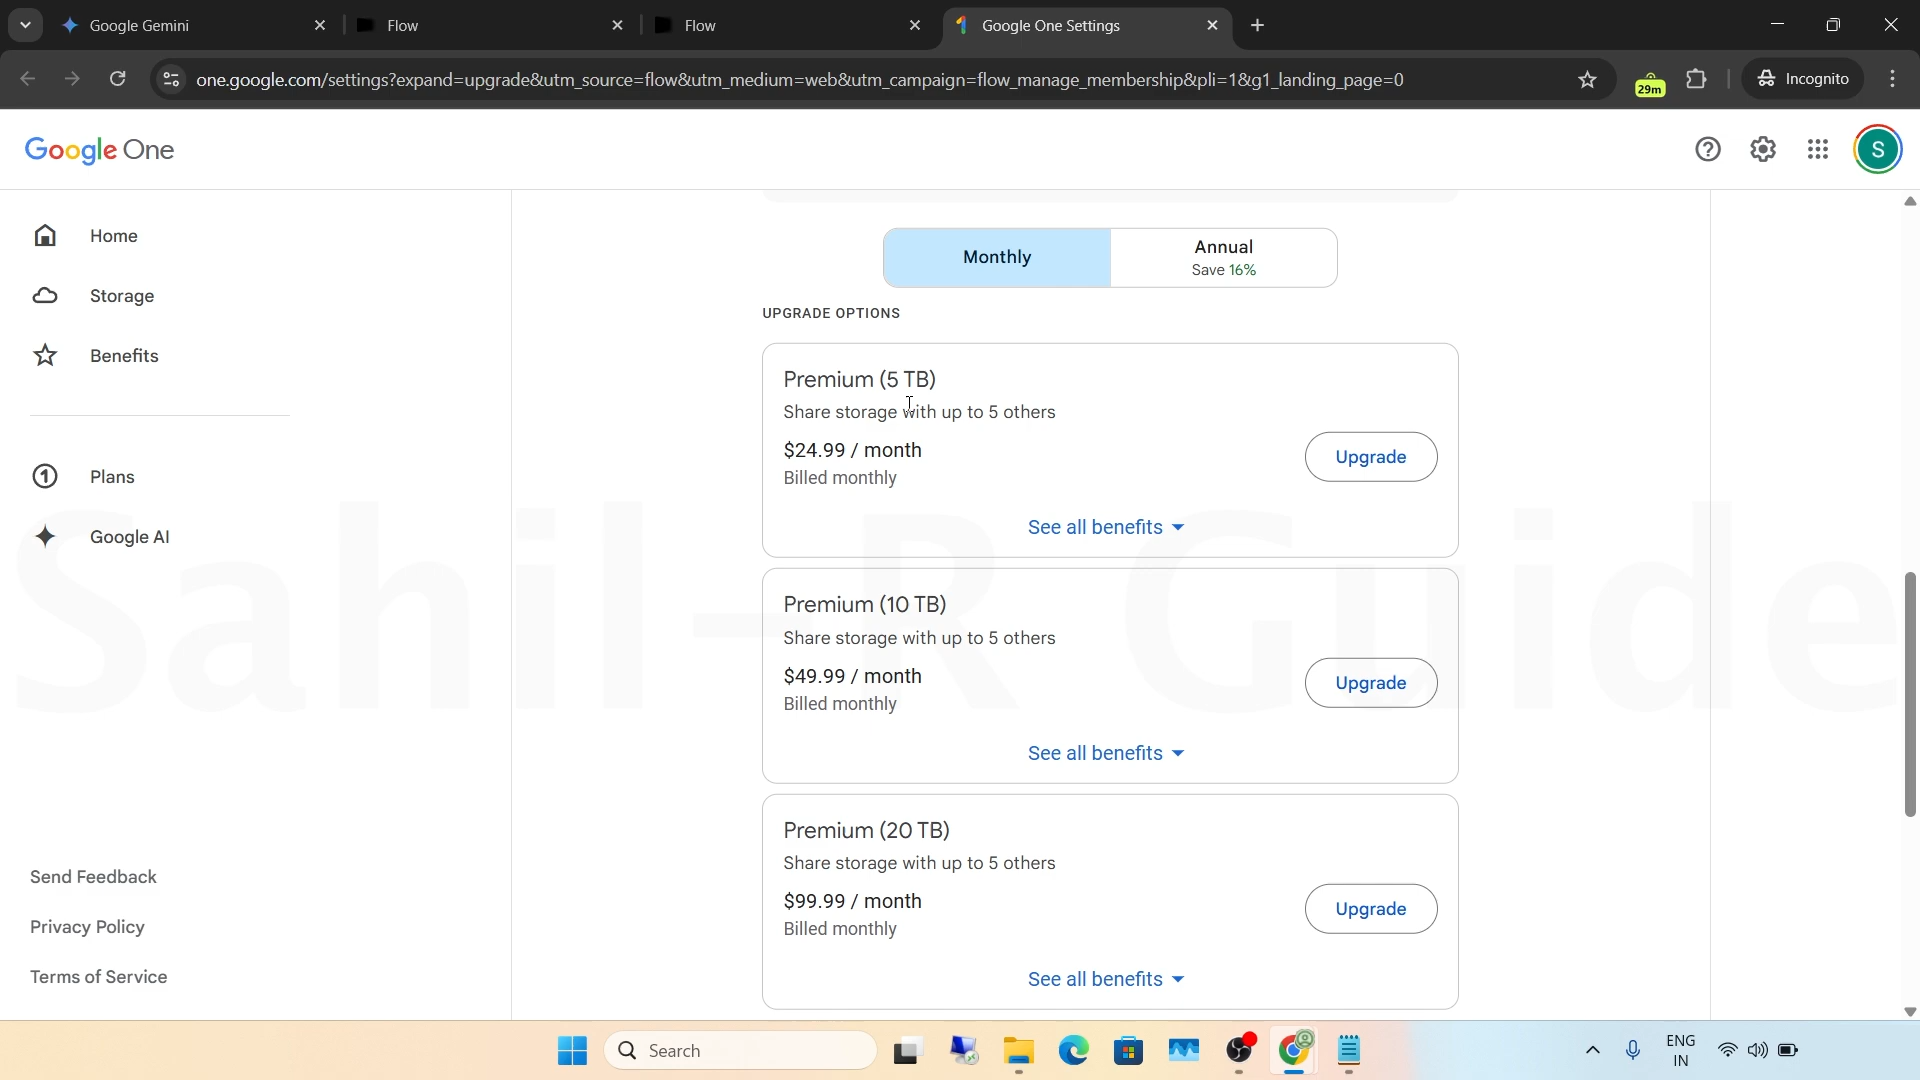 Google Gemini
Flow
Flow
Google One Settings
one.google.com/settings?expand=upgrade&utm_source=flow&utm_medium=web&utm_campaign=flow_manage_membership&pli=1&g1_landing_page=0
29m
Incognito
Google One
S
Home
Storage
Benefits
Plans
Google AI
Send Feedback
Privacy Policy
Terms of Service
Monthly
Annual
Save 16%
UPGRADE OPTIONS
Premium (5 TB)
Share storage with up to 5 others
$24.99 / month
Billed monthly
Upgrade
See all benefits
Premium (10 TB)
Share storage with up to 5 others
$49.99 / month
Billed monthly
Upgrade
See all benefits
Premium (20 TB)
Share storage with up to 5 others
$99.99 / month
Billed monthly
Upgrade
See all benefits
Sahil-R Guide
Search
ENG
IN